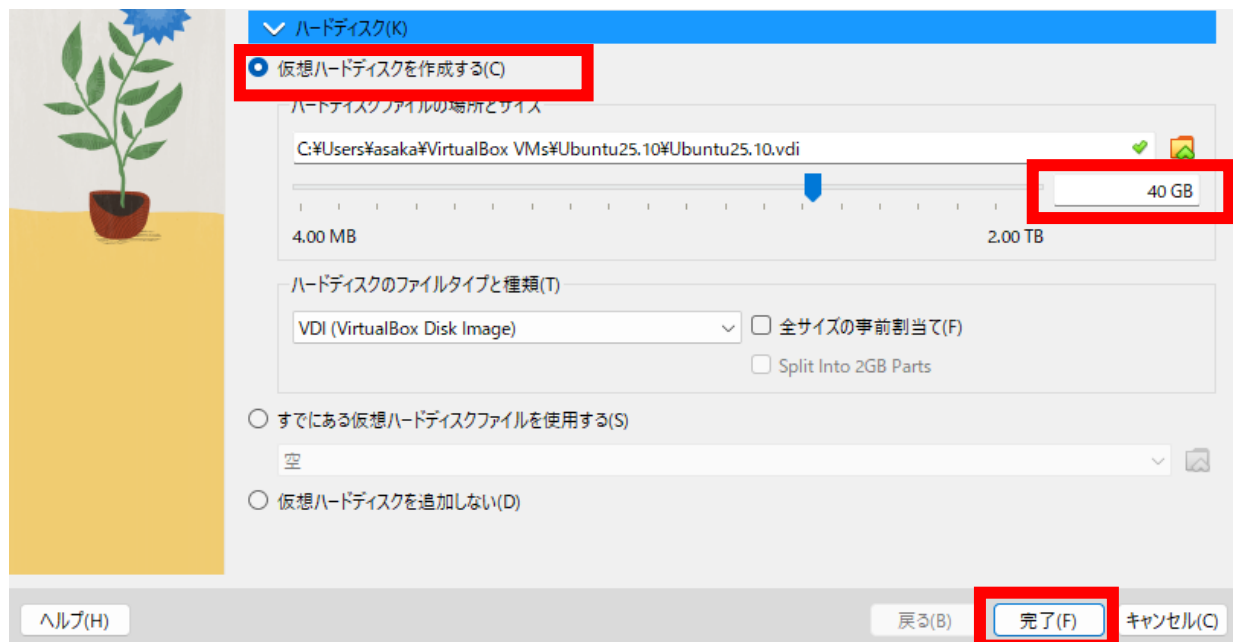 ハードディスク(K)
仮想ハードディスクを作成する(C)
ハードディスクファイルの場所とサイズ
C:¥Users¥asaka¥VirtualBox VMs¥Ubuntu25.10¥Ubuntu25.10.vdi
40 GB
4.00 MB 2.00 TB
ハードディスクのファイルタイプと種類(T)
VDI (VirtualBox Disk Image) 全サイズの事前割当て(F)
Split Into 2GB Parts
すでにある仮想ハードディスクファイルを使用する(S)
空
仮想ハードディスクを追加しない(D)
ヘルプ(H) 戻る(B) 完了(F) キャンセル(C)